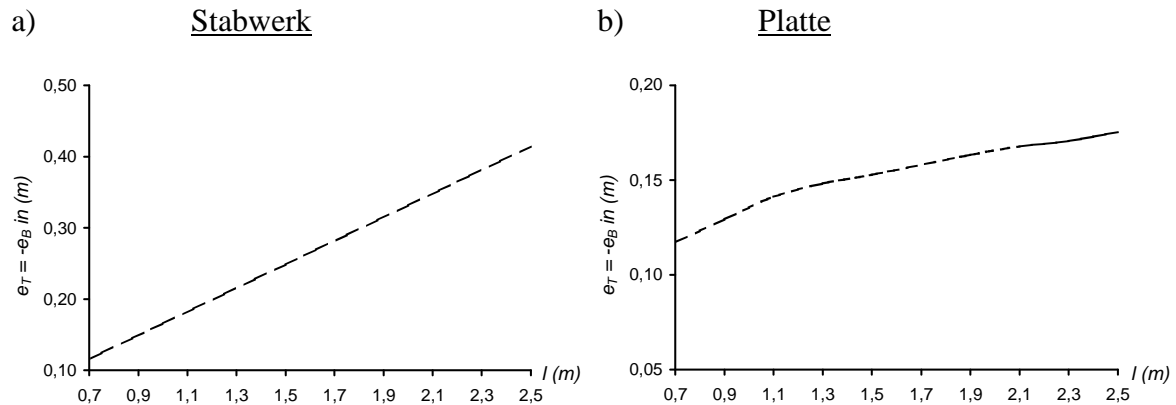 a) Stabwerk
0,50
0,40
0,30
0,20
0,10
e_T = -e_B in (m)
0,7 0,9 1,1 1,3 1,5 1,7 1,9 2,1 2,3 2,5
l (m)
b) Platte
0,20
0,15
0,10
0,05
e_T = -e_B in (m)
0,7 0,9 1,1 1,3 1,5 1,7 1,9 2,1 2,3 2,5
l (m)